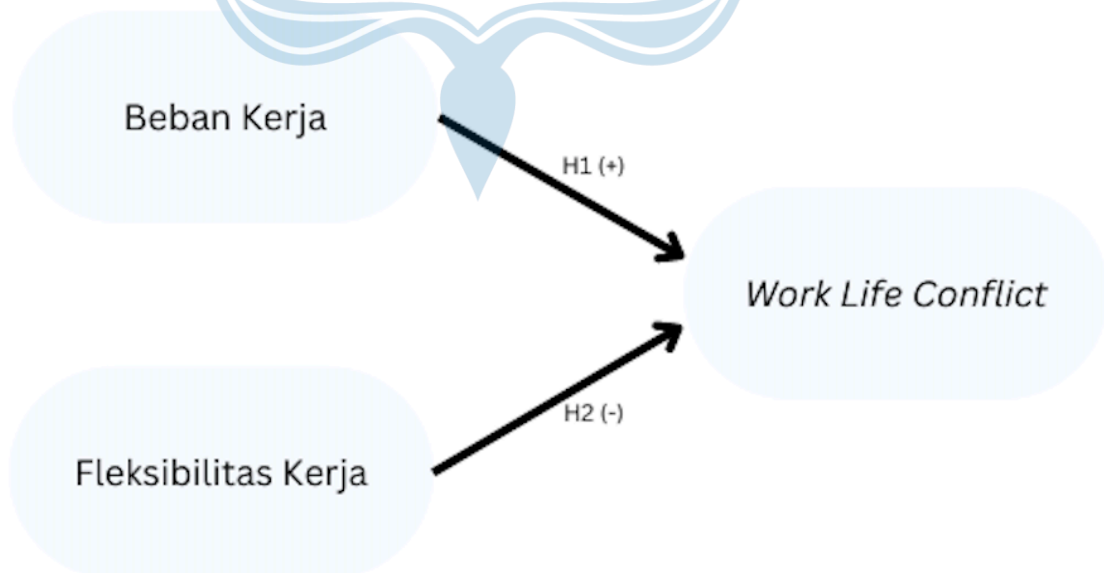 Beban Kerja
H1 (+)
Work Life Conflict
H2 (-)
Fleksibilitas Kerja